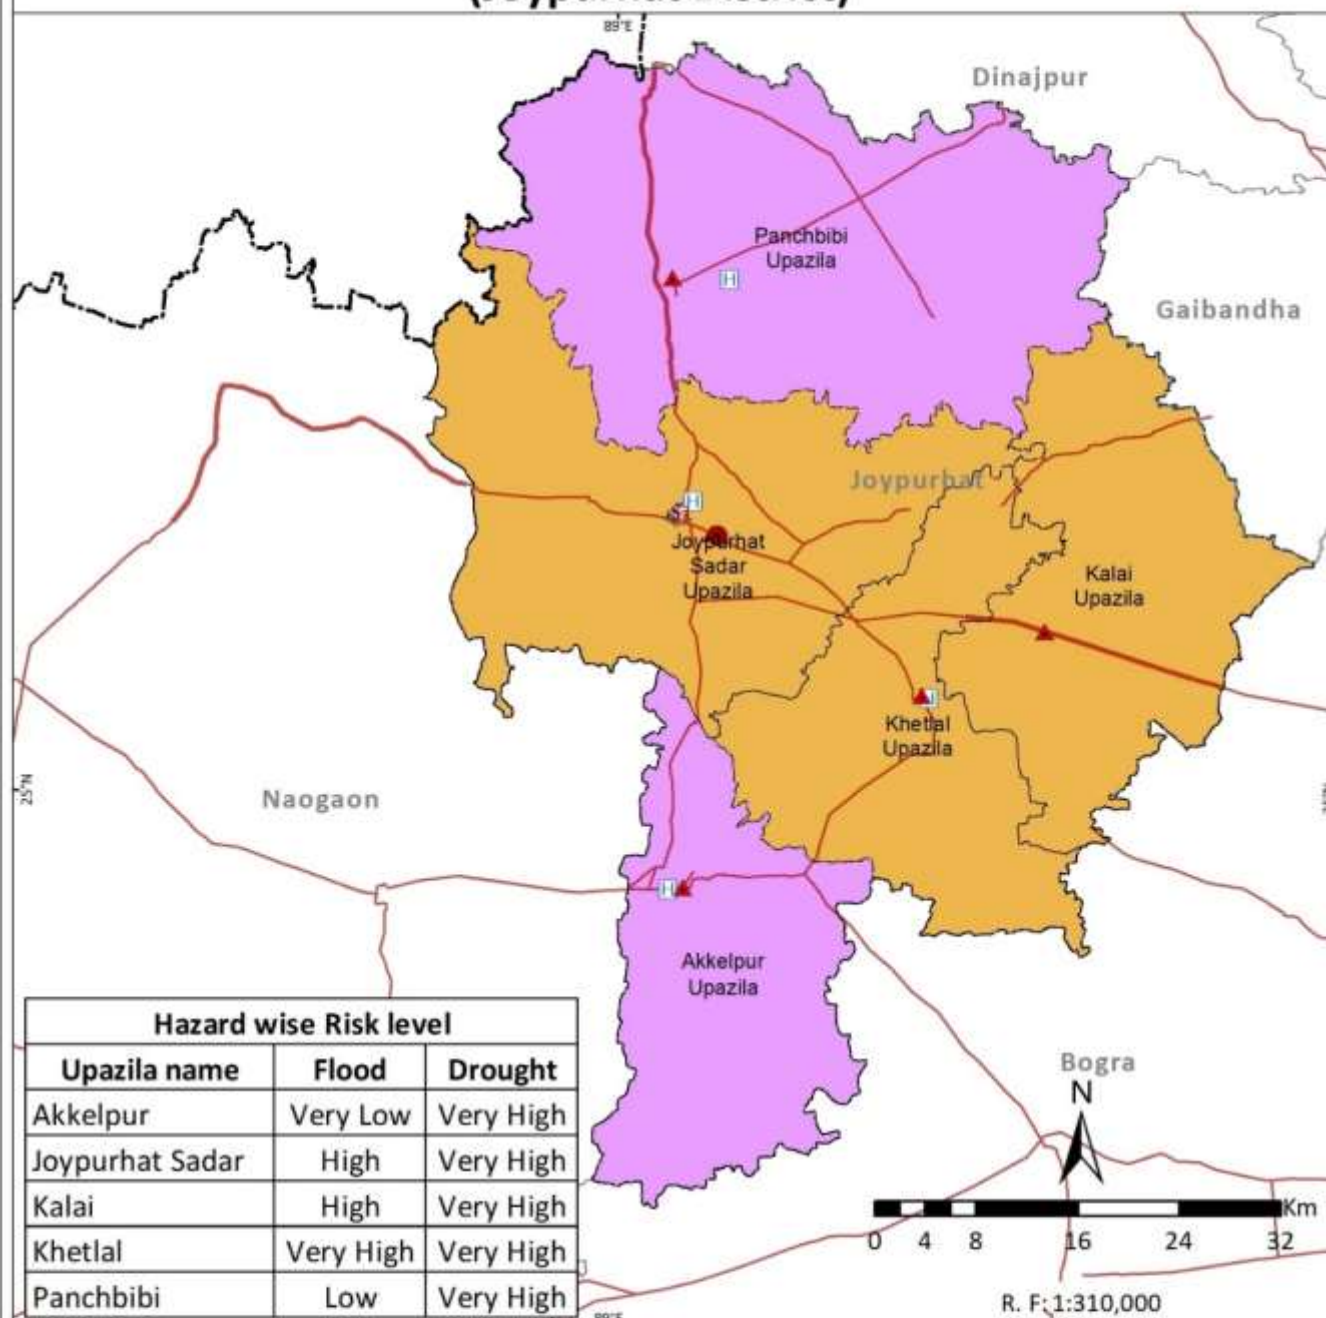 89°E
Dinajpur
Panchbibi
Upazila
H
Gaibandha
H
Joypurhat
Joypurhat
Sadar
Upazila
Kalai
Upazila
Khetlal
Upazila
25°N
Naogaon
H
Akkelpur
Upazila
Bogra
N
Hazard wise Risk level
Upazila name Flood Drought
Akkelpur Very Low Very High
Joypurhat Sadar High Very High
Kalai High Very High
Khetlal Very High Very High
Panchbibi Low Very High
Km
0 4 8 16 24 32
R. F: 1:310,000